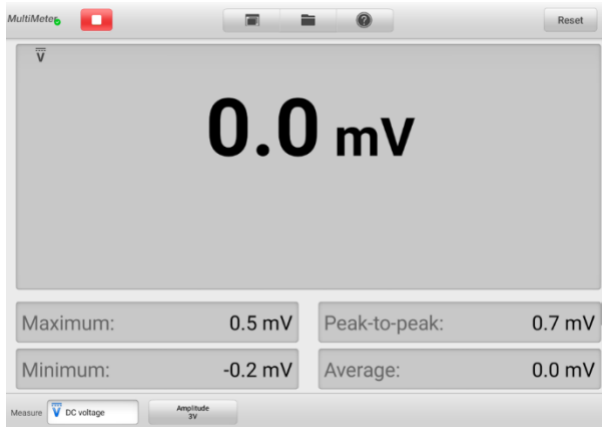 MultiMeter
Reset
V
0.0 mV
Maximum: 0.5 mV
Peak-to-peak: 0.7 mV
Minimum: -0.2 mV
Average: 0.0 mV
Measure V DC voltage
Amplitude
3V